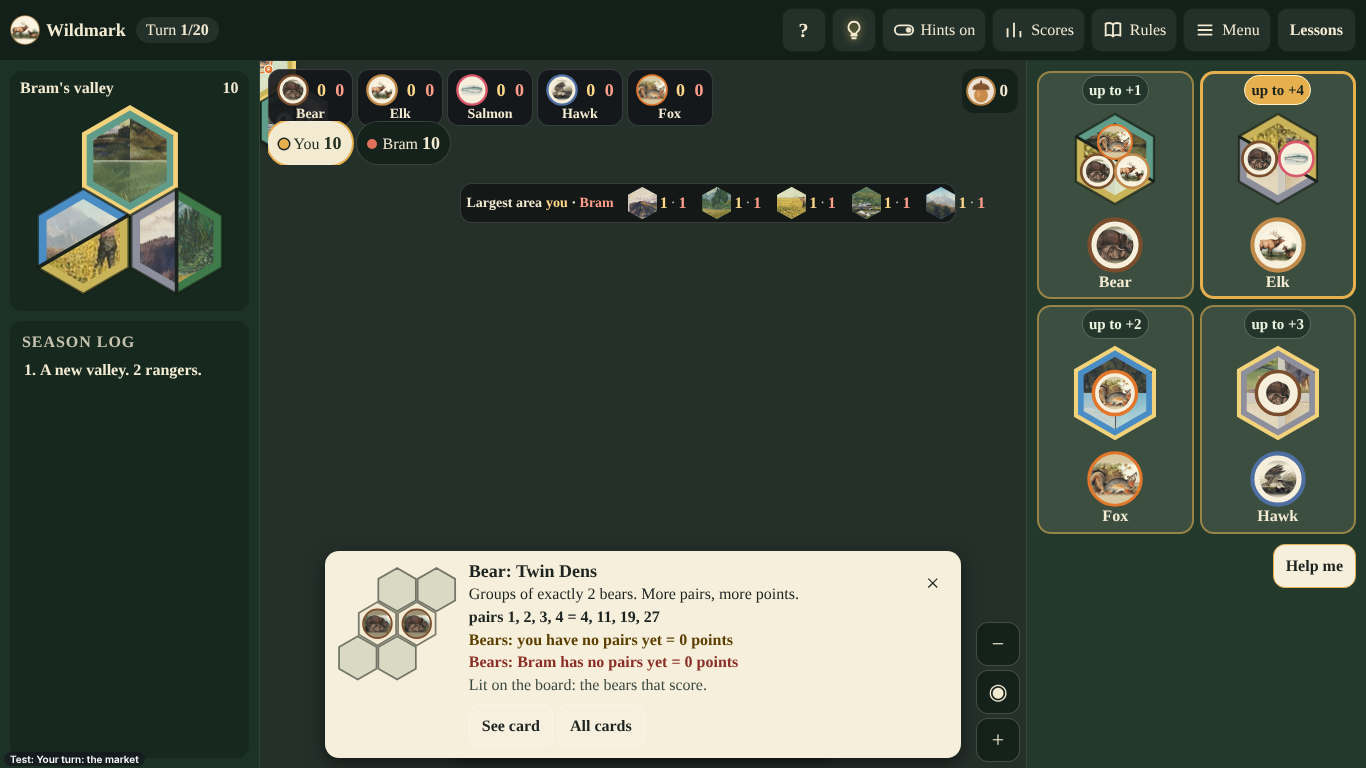 Wildmark
Turn 1/20
?
Hints on
Scores
Rules
Menu
Lessons
Bram's valley 10
SEASON LOG
1. A new valley. 2 rangers.
0 0 Bear
0 0 Elk
0 0 Salmon
0 0 Hawk
0 0 Fox
0
You 10
Bram 10
Largest area you · Bram 1 · 1 1 · 1 1 · 1 1 · 1 1 · 1
up to +1
Bear
up to +4
Elk
up to +2
Fox
up to +3
Hawk
Help me
Bear: Twin Dens
Groups of exactly 2 bears. More pairs, more points.
pairs 1, 2, 3, 4 = 4, 11, 19, 27
Bears: you have no pairs yet = 0 points
Bears: Bram has no pairs yet = 0 points
Lit on the board: the bears that score.
See card
All cards
Test: Your turn: the market